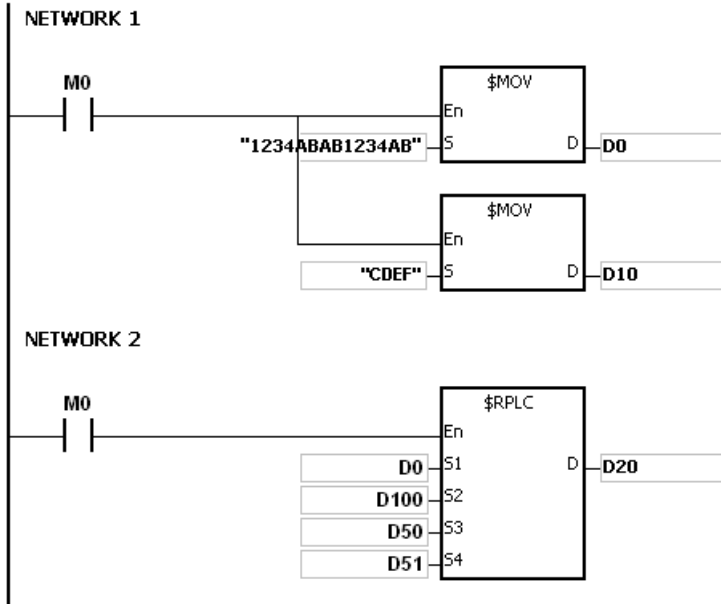 NETWORK 1
M0
$MOV
En
"1234ABAB1234AB" S D D0
$MOV
En
"CDEF" S D D10
NETWORK 2
M0
$RPLC
En
D0 S1 D D20
D100 S2
D50 S3
D51 S4